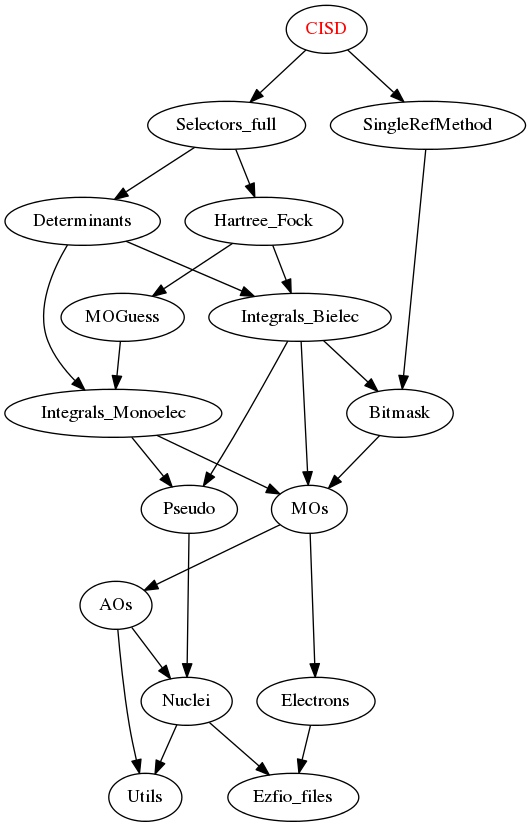 CISD
Selectors_full
SingleRefMethod
Determinants
Hartree_Fock
MOGuess
Integrals_Bielec
Integrals_Monoelec
Bitmask
Pseudo
MOs
AOs
Nuclei
Electrons
Utils
Ezfio_files